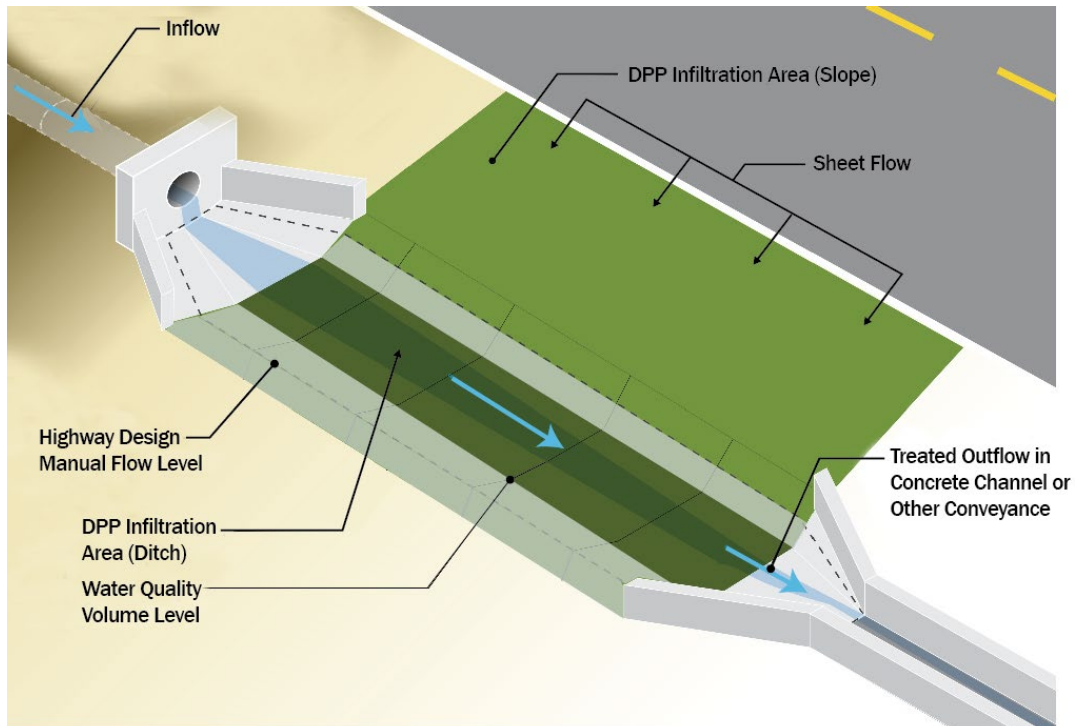 Inflow
DPP Infiltration Area (Slope)
Sheet Flow
Highway Design
Manual Flow Level
DPP Infiltration
Area (Ditch)
Water Quality
Volume Level
Treated Outflow in
Concrete Channel or
Other Conveyance